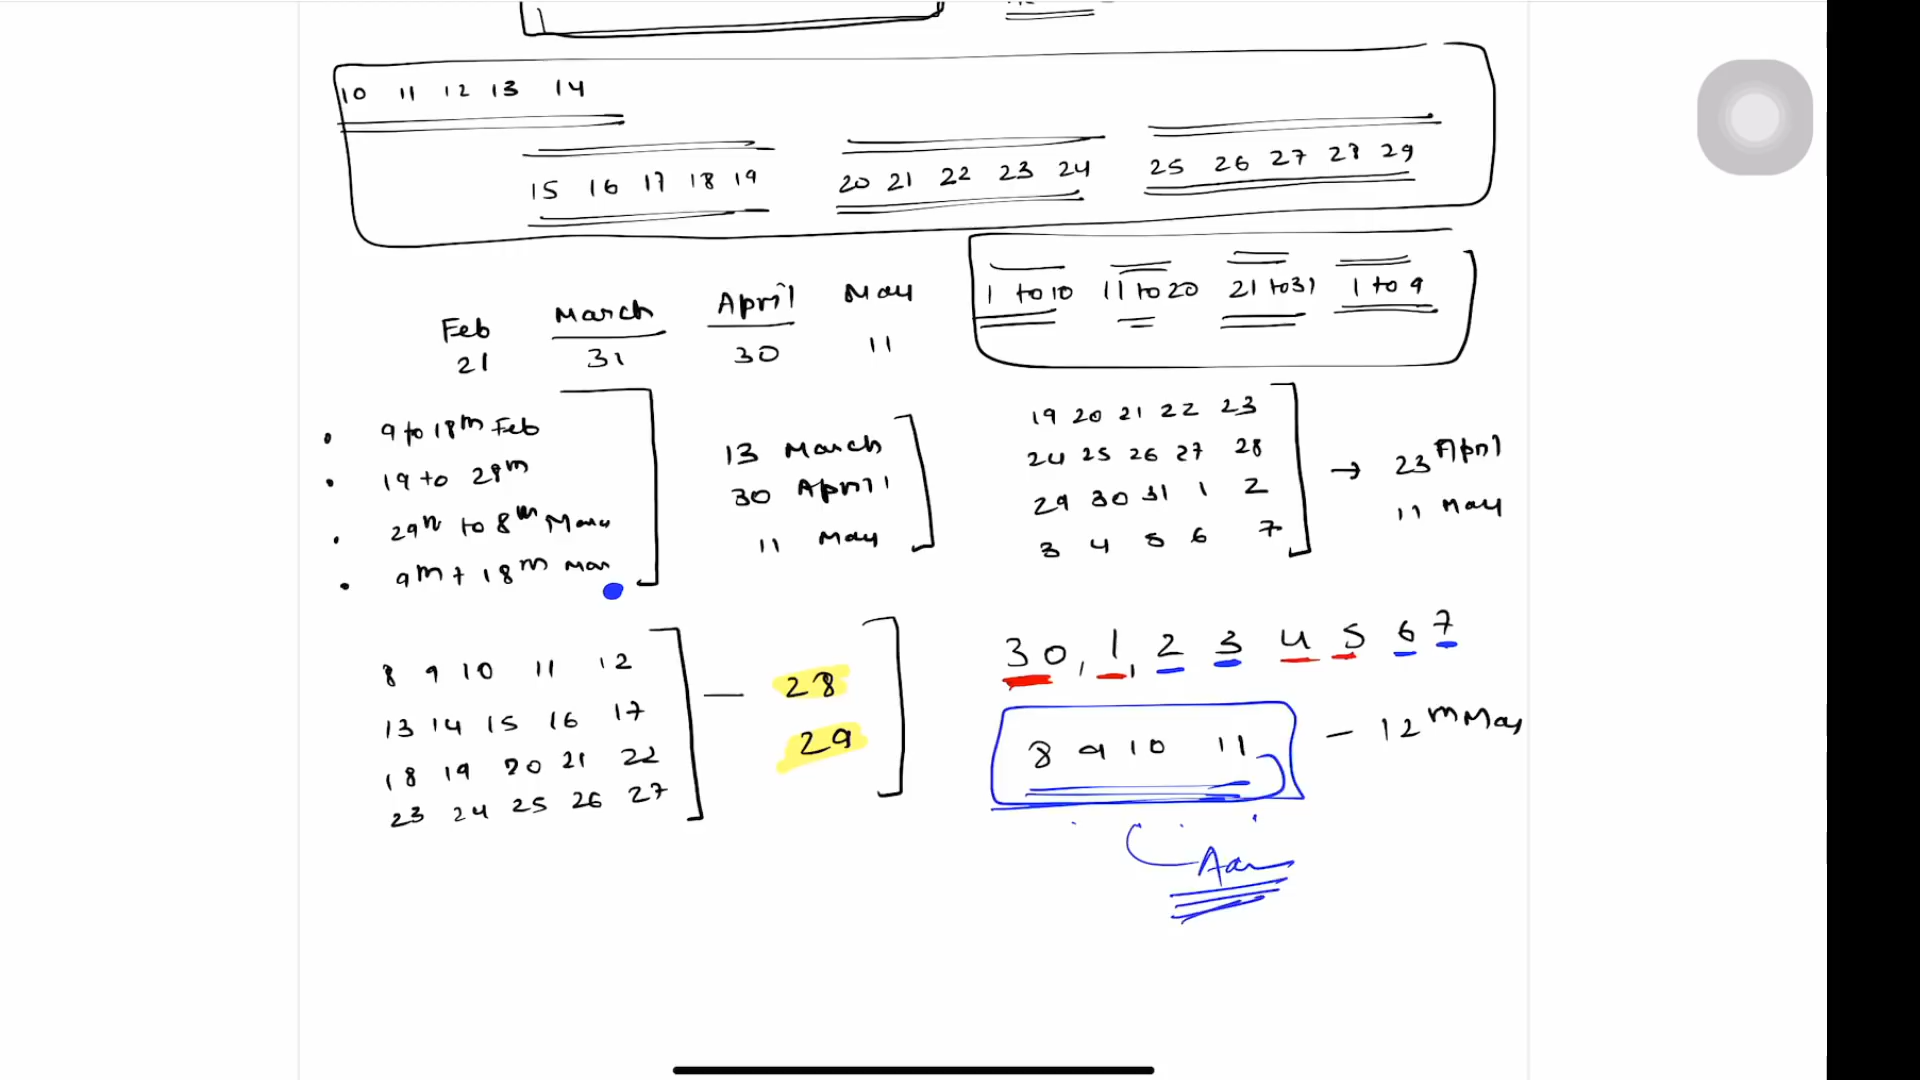 10 11 12 13 14
15 16 17 18 19 20 21 22 23 24 25 26 27 28 29
1 to 10 11 to 20 21 to 31 1 to 9
Feb March April May
21 31 30 11
9 to 18th Feb
19 to 28th
29th to 8th March
9th + 18th Mar
13 March
30 April
11 May
19 20 21 22 23
24 25 26 27 28
29 30 31 1 2
3 4 5 6 7
→ 23 April
11 May
8 9 10 11 12
13 14 15 16 17
18 19 20 21 22
23 24 25 26 27
— 28
29
30, 1, 2 3 4 5 6 7
8 9 10 11 — 12th May